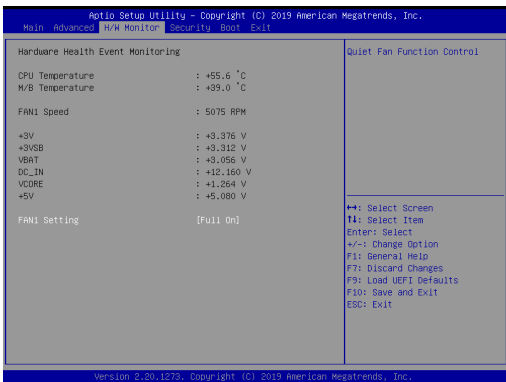 Aptio Setup Utility – Copyright (C) 2019 American Megatrends, Inc.
Main Advanced H/W Monitor Security Boot Exit
Hardware Health Event Monitoring
Quiet Fan Function Control
CPU Temperature : +55.6 °C
M/B Temperature : +39.0 °C
FAN1 Speed : 5075 RPM
+3V : +3.376 V
+3VSB : +3.312 V
VBAT : +3.056 V
DC_IN : +12.160 V
VCORE : +1.264 V
+5V : +5.080 V
FAN1 Setting [Full On]
↔: Select Screen
↑↓: Select Item
Enter: Select
+/-: Change Option
F1: General Help
F7: Discard Changes
F9: Load UEFI Defaults
F10: Save and Exit
ESC: Exit
Version 2.20.1273. Copyright (C) 2019 American Megatrends, Inc.